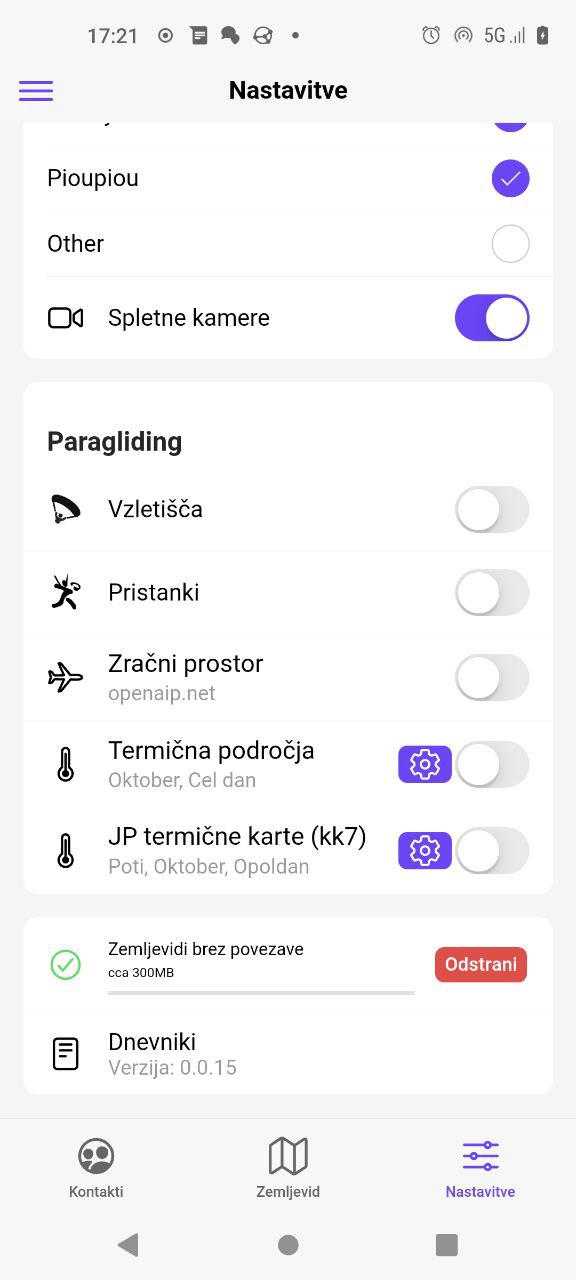 17:21
5G
Nastavitve
Pioupiou
Other
Spletne kamere
Paragliding
Vzletišča
Pristanki
Zračni prostor
openaip.net
Termična področja
Oktober, Cel dan
JP termične karte (kk7)
Poti, Oktober, Opoldan
Zemljevidi brez povezave
cca 300MB
Odstrani
Dnevniki
Verzija: 0.0.15
Kontakti
Zemljevid
Nastavitve